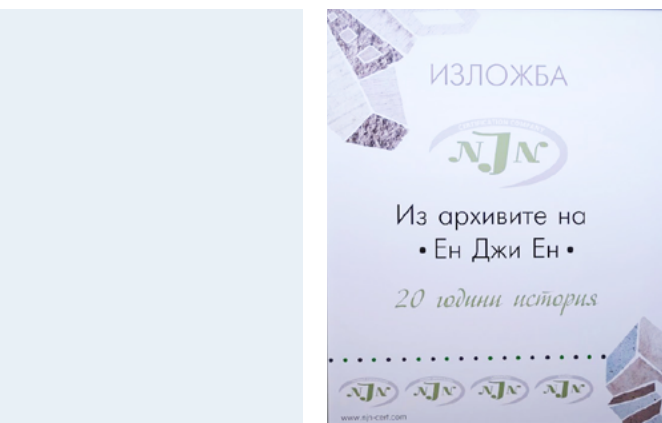 ИЗЛОЖБА
NJN
Из архивите на
• Ен Джи Ен •
20 години история
NJN NJN NJN NJN
www.njn-cert.com